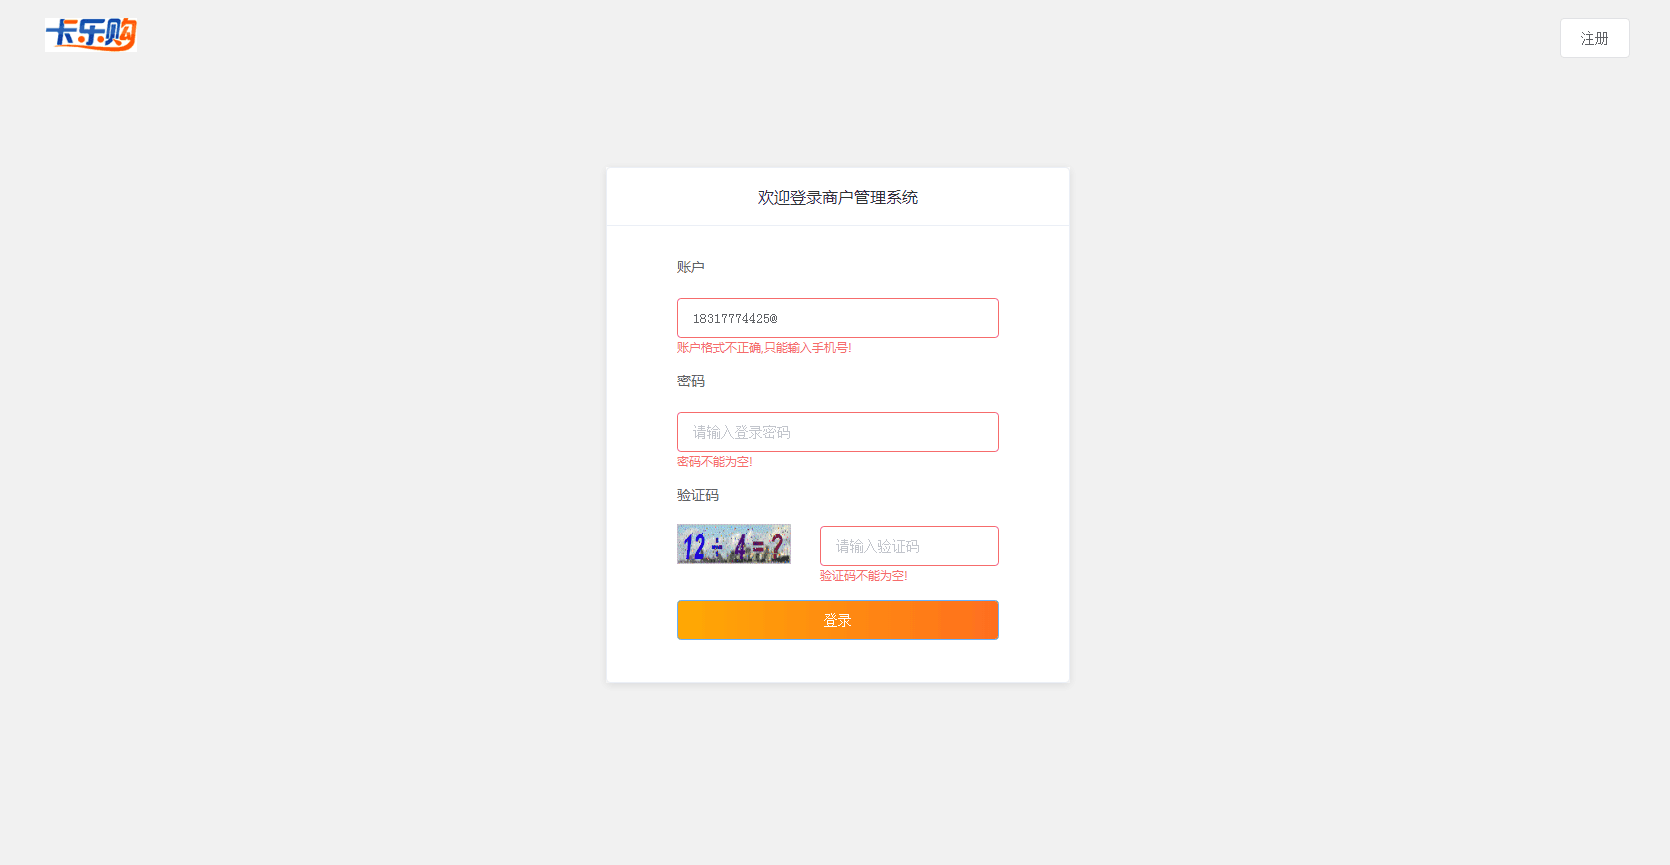 卡乐购
注册
欢迎登录商户管理系统
账户
18317774425@
账户格式不正确,只能输入手机号!
密码
请输入登录密码
密码不能为空!
验证码
12÷4=?
请输入验证码
验证码不能为空!
登录